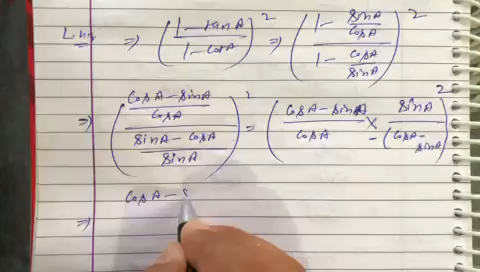 LHS ⇒ ((1 - tanA)/(1 - cotA))² ⇒ ((1 - sinA/cosA)/(1 - cosA/sinA))²
⇒ (((cosA - sinA)/cosA)/((sinA - cosA)/sinA))² = ((cosA - sinA)/cosA × sinA/-(cosA - sinA))²
⇒ cosA - s